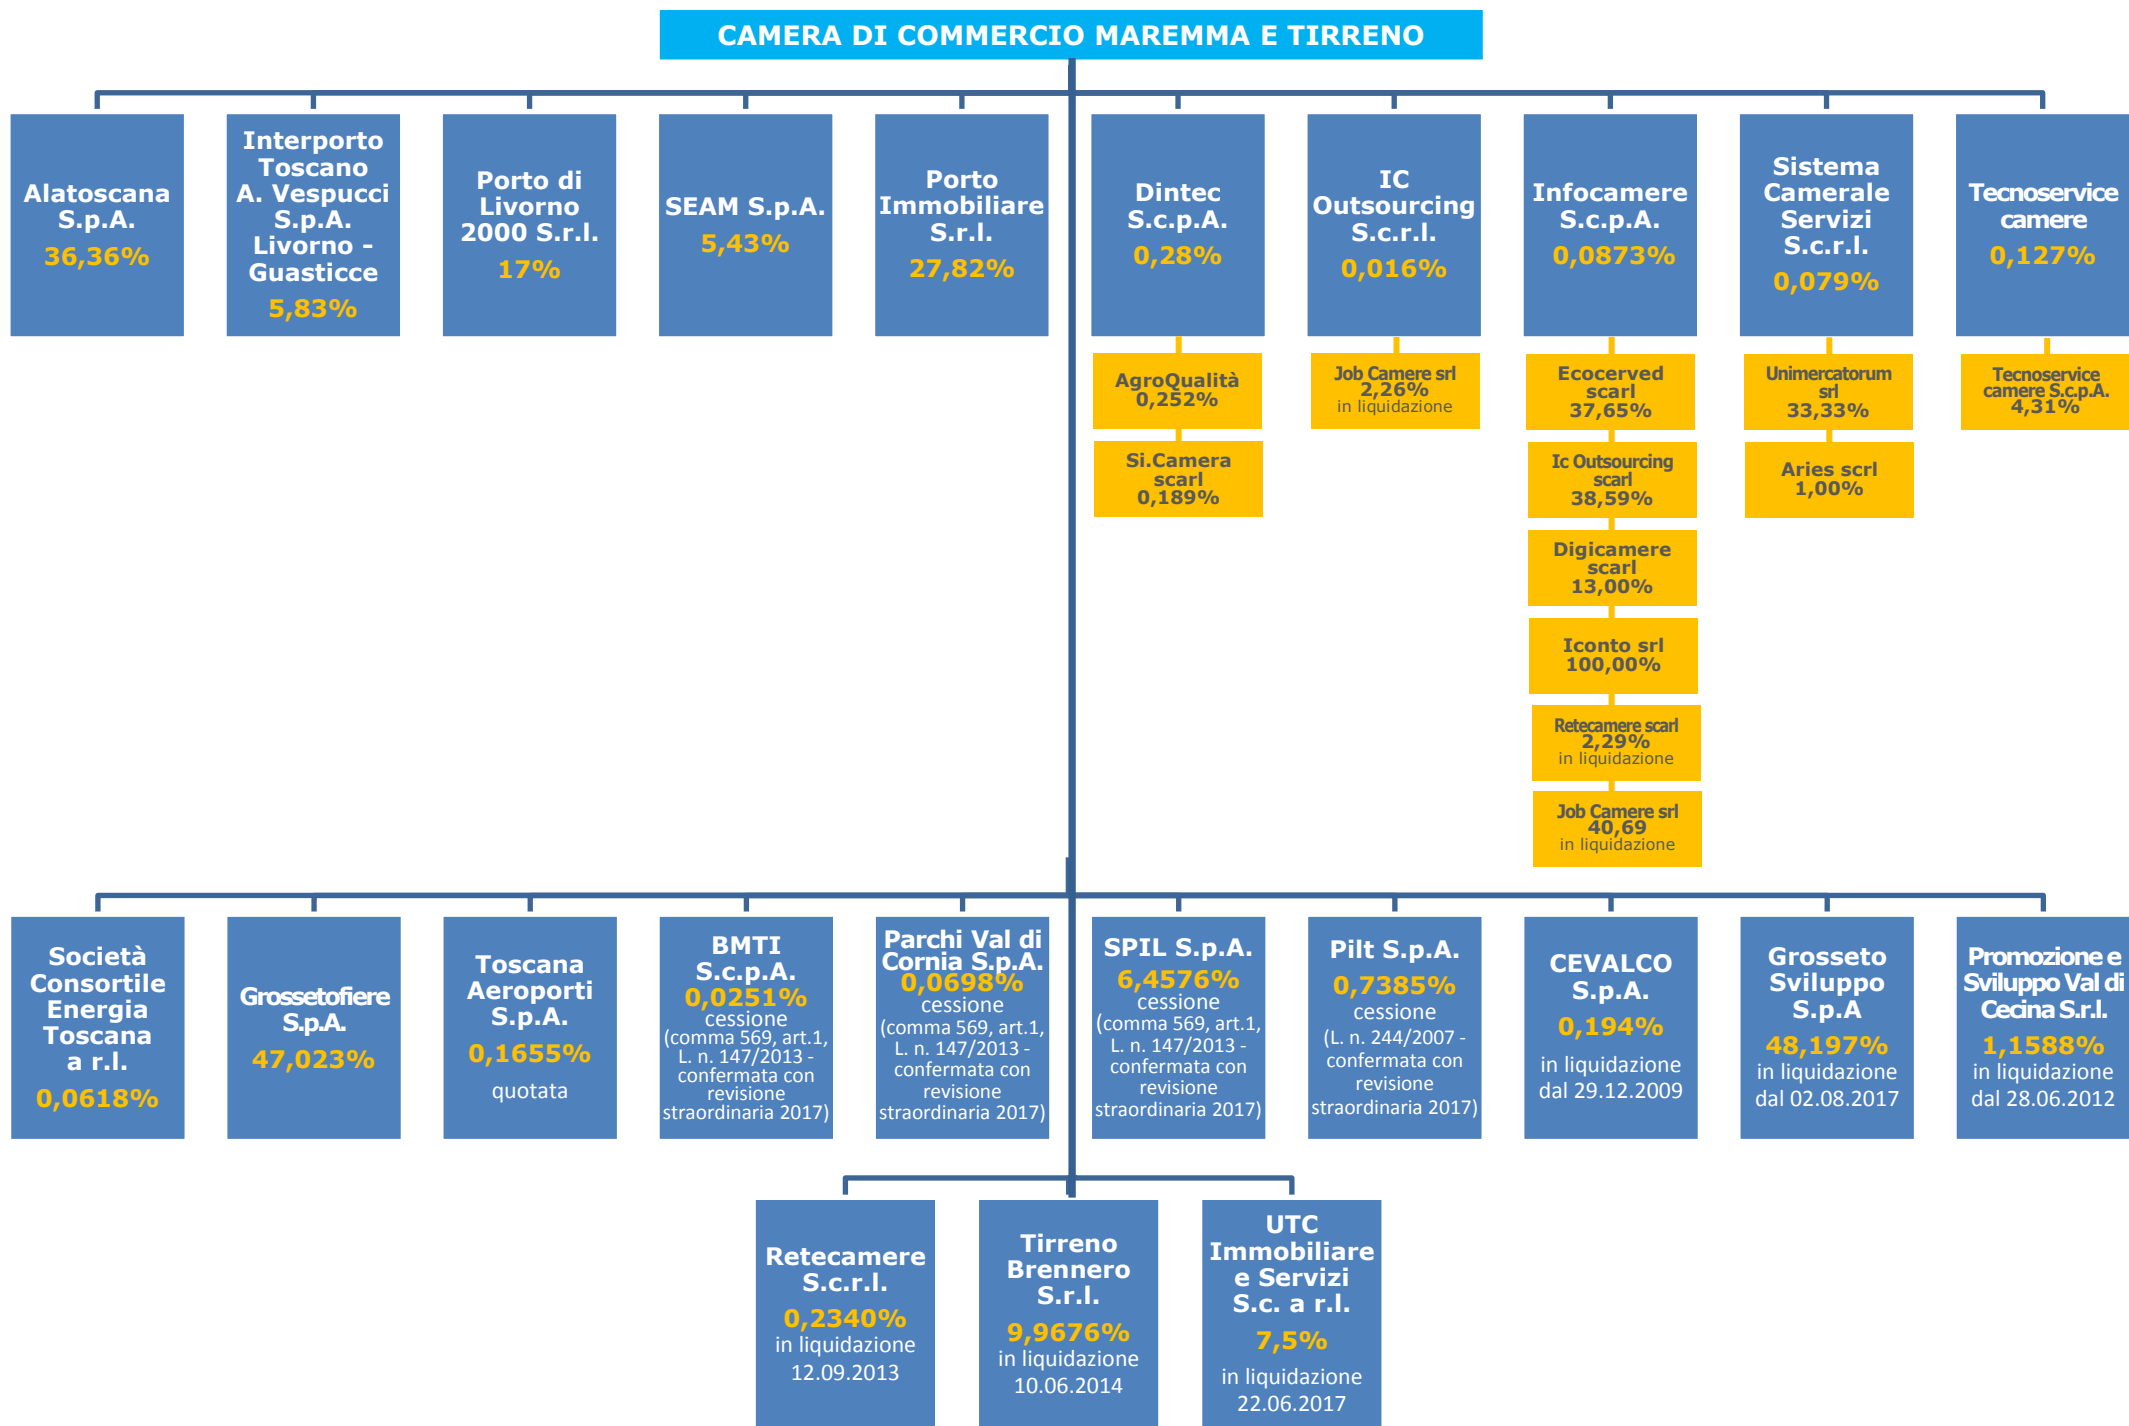 CAMERA DI COMMERCIO MAREMMA E TIRRENO
Alatoscana
S.p.A.
36,36%
Interporto
Toscano
A. Vespucci
S.p.A.
Livorno –
Guasticce
5,83%
Porto di
Livorno
2000 S.r.l.
17%
SEAM S.p.A.
5,43%
Porto
Immobiliare
S.r.l.
27,82%
Dintec
S.c.p.A.
0,28%
IC
Outsourcing
S.c.r.l.
0,016%
Infocamere
S.c.p.A.
0,0873%
Sistema
Camerale
Servizi
S.c.r.l.
0,079%
Tecnoservice
camere
0,127%
AgroQualità
0,252%
Si.Camera
scarl
0,189%
Job Camere srl
2,26%
in liquidazione
Ecocerved
scarl
37,65%
Ic Outsourcing
scarl
38,59%
Digicamere
scarl
13,00%
Iconto srl
100,00%
Retecamere scarl
2,29%
in liquidazione
Job Camere srl
40,69
in liquidazione
Unimercatorum
srl
33,33%
Aries scrl
1,00%
Tecnoservice
camere S.c.p.A.
4,31%
Società
Consortile
Energia
Toscana
a r.l.
0,0618%
Grossetofiere
S.p.A.
47,023%
Toscana
Aeroporti
S.p.A.
0,1655%
quotata
BMTI
S.c.p.A.
0,0251%
cessione
(comma 569, art.1,
L. n. 147/2013 -
confermata con
revisione
straordinaria 2017)
Parchi Val di
Cornia S.p.A.
0,0698%
cessione
(comma 569, art.1,
L. n. 147/2013 -
confermata con
revisione
straordinaria 2017)
SPIL S.p.A.
6,4576%
cessione
(comma 569, art.1,
L. n. 147/2013 -
confermata con
revisione
straordinaria 2017)
Pilt S.p.A.
0,7385%
cessione
(L. n. 244/2007 -
confermata con
revisione
straordinaria 2017)
CEVALCO
S.p.A.
0,194%
in liquidazione
dal 29.12.2009
Grosseto
Sviluppo
S.p.A
48,197%
in liquidazione
dal 02.08.2017
Promozione e
Sviluppo Val di
Cecina S.r.l.
1,1588%
in liquidazione
dal 28.06.2012
Retecamere
S.c.r.l.
0,2340%
in liquidazione
12.09.2013
Tirreno
Brennero
S.r.l.
9,9676%
in liquidazione
10.06.2014
UTC
Immobiliare
e Servizi
S.c. a r.l.
7,5%
in liquidazione
22.06.2017